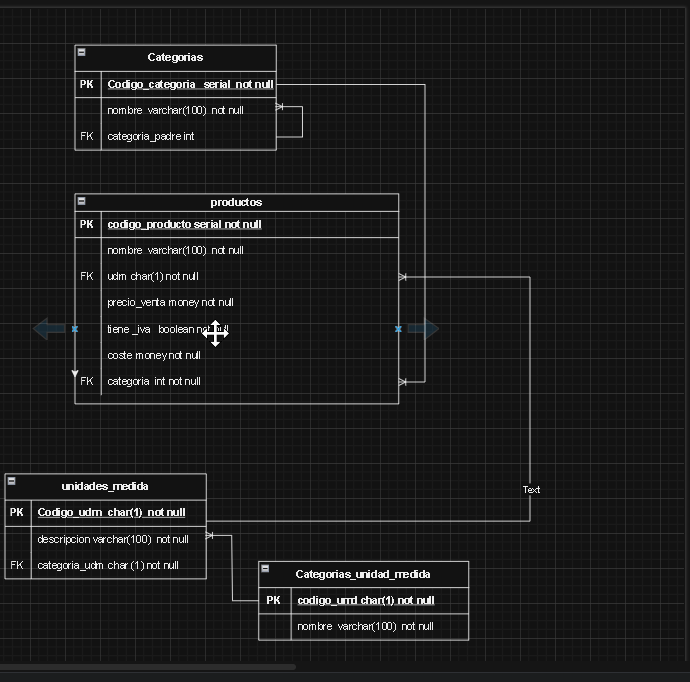 Categorias
PK Codigo_categoria serial not null
nombre varchar(100) not null
FK categoria_padre int
productos
PK codigo_producto serial not null
nombre varchar(100) not null
FK udm char(1) not null
precio_venta money not null
tiene _iva boolean not null
coste money not null
FK categoria int not null
unidades_medida
PK Codigo_udm char(1) not null
descripcion varchar(100) not null
FK categoria_udm char (1) not null
Text
Categorias_unidad_medida
PK codigo_umd char(1) not null
nombre varchar(100) not null